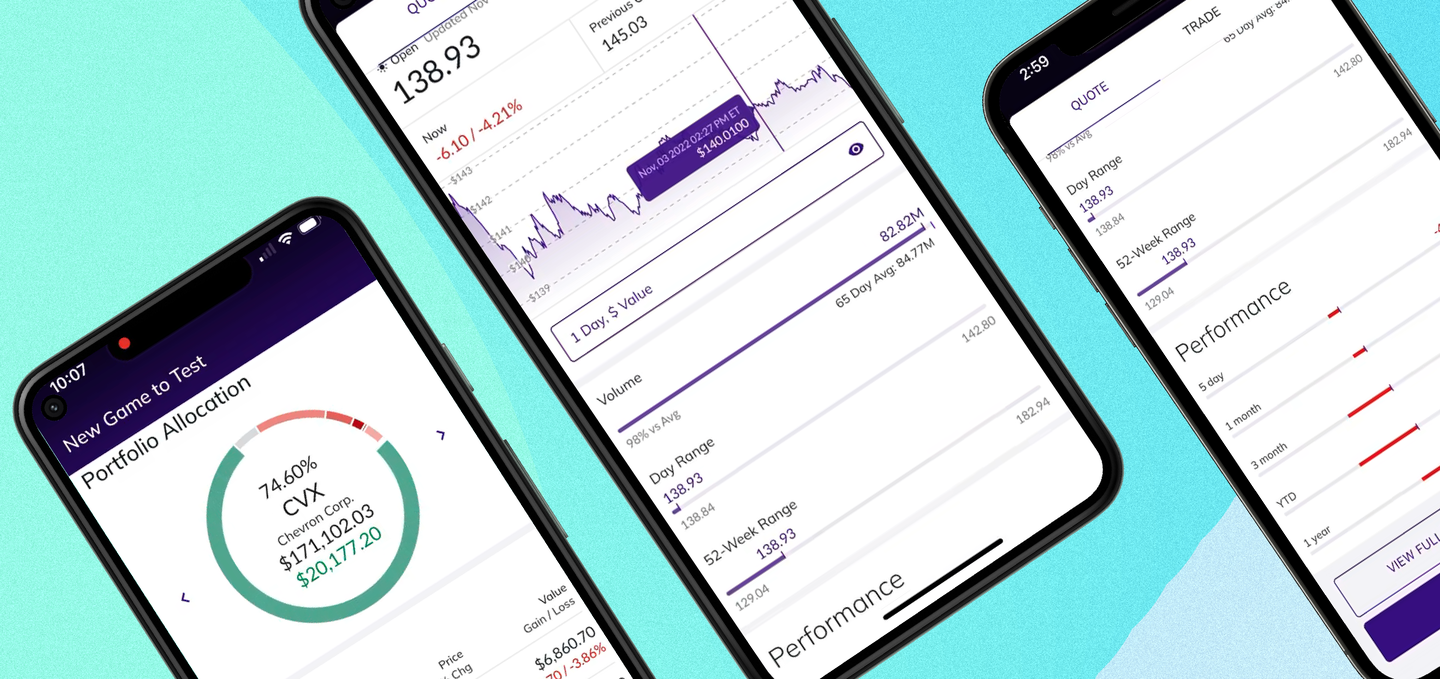 10:07
New Game to Test
Portfolio Allocation
74.60%
CVX
Chevron Corp.
$171,102.03
$20,177.20
Value
Gain / Loss
Price
Chg
$6,860.70
70 / -3.86%
Open Updated Nov
138.93
Previous
145.03
Now
-6.10 / -4.21%
-$143
-$142
-$141
-$139
Nov, 03 2022 02:27 PM ET
$140.0100
1 Day, $ Value
82.82M
Volume
65 Day Avg: 84.77M
98% vs Avg
142.80
Day Range
138.93
138.84
182.94
52-Week Range
138.93
129.04
Performance
2:59
TRADE
QUOTE
65 Day Avg:
98% vs Avg
142.80
Day Range
138.93
138.84
182.94
52-Week Range
138.93
129.04
Performance
5 day
1 month
3 month
YTD
1 year
VIEW FULL